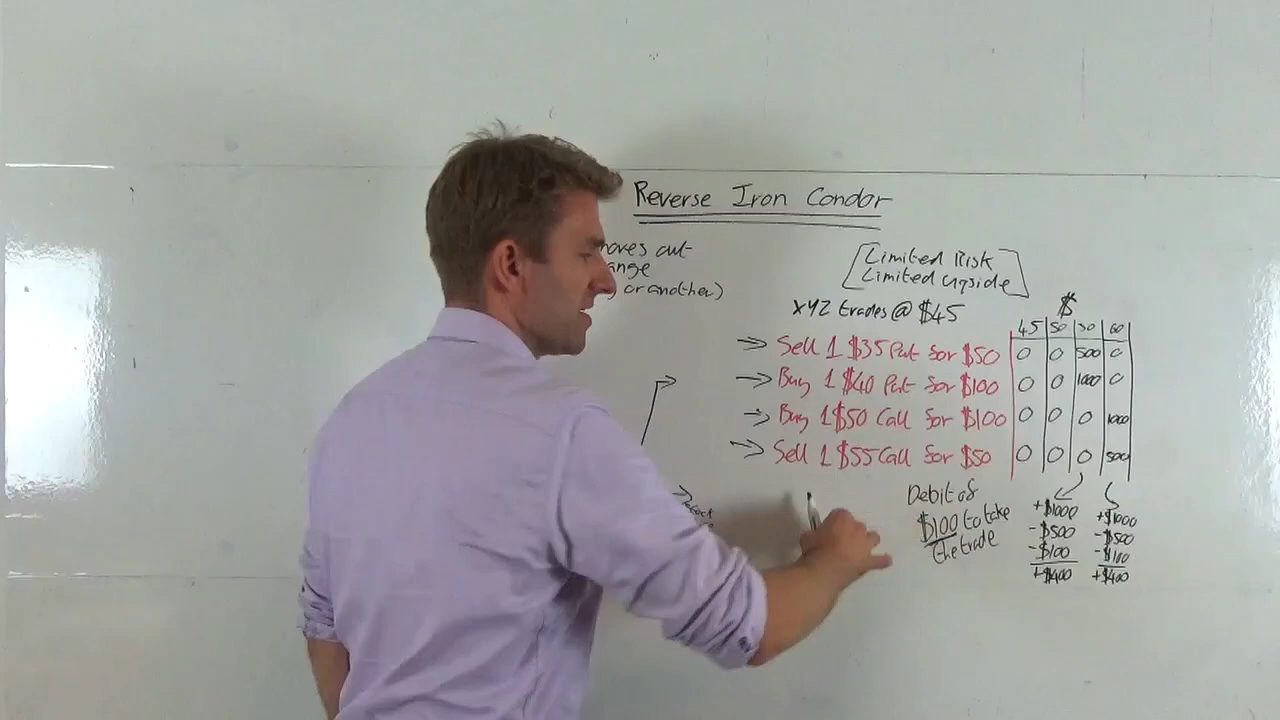 Reverse Iron Condor
moves out
range
) or another)
[Limited Risk
Limited upside]
XYZ trades @ $45
$
45 50 30 60
→ Sell 1 $35 Put for $50 0 0 500 0
→ Buy 1 $40 Put for $100 0 0 1000 0
→ Buy 1 $50 Call for $100 0 0 0 1000
→ Sell 1 $55 Call for $50 0 0 0 500
Debit of
$100 to take
the trade
+$1000 +$1000
-$500 -$500
-$100 -$100
+$400 +$400